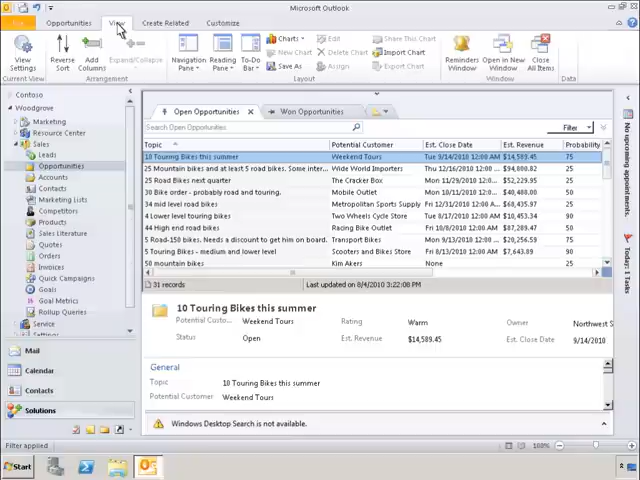 Microsoft Outlook
File Opportunities View Create Related Customize
View Settings
Reverse Sort
Add Columns
Expand/Collapse
Navigation Pane
Reading Pane
To-Do Bar
Charts
New Chart
Save As
Edit
Delete Chart
Assign
Share This Chart
Import Chart
Export Chart
Reminders Window
Open in New Window
Close All Items
Current View Arrangement Layout Data
Contoso
Woodgrove
Marketing
Resource Center
Sales
Leads
Opportunities
Accounts
Contacts
Marketing Lists
Competitors
Products
Sales Literature
Quotes
Orders
Invoices
Quick Campaigns
Goals
Goal Metrics
Rollup Queries
Service
Settings
Mail
Calendar
Contacts
Solutions
Open Opportunities Won Opportunities
Search Open Opportunities Filter
Topic Potential Customer Est. Close Date Est. Revenue Probability
10 Touring Bikes this summer Weekend Tours Tue 9/14/2010 12:00 AM $14,589.45 75
25 Mountain bikes and at least 5 road bikes. Some inter... Wide World Importers Thu 12/16/2010 12:00 AM $94,800.82 25
25 Road Bikes next quarter The Cracker Box Mon 10/18/2010 12:00 AM $52,229.95 25
30 Bike order - probably road and touring. Mobile Outlet Mon 10/11/2010 12:00 AM $40,488.00 50
34 mid level road bikes Metropolitan Sports Supply Fri 12/31/2010 12:00 AM $68,435.97 25
4 Lower level touring bikes Two Wheels Cycle Store Tue 8/17/2010 12:00 AM $10,453.34 90
44 High end road bikes Racing Bike Outlet Fri 10/8/2010 12:00 AM $87,289.47 50
5 Road-150 bikes. Needs a discount to get him on board. Transport Bikes Mon 9/13/2010 12:00 AM $20,256.59 75
5 Touring Bikes - medium and lower level Scooters and Bikes Store Fri 8/6/2010 12:00 AM $7,643.89 90
50 mountain bikes Kim Akers None 25
31 records Last updated on 8/4/2010 3:22:08 PM
10 Touring Bikes this summer
Potential Custo... Weekend Tours Rating Warm Owner Northwest S
Status Open Est. Revenue $14,589.45 Est. Close Date 9/14/2010
General
Topic 10 Touring Bikes this summer
Potential Customer Weekend Tours
Windows Desktop Search is not available.
No upcoming appointments.
Today: 1 Tasks
Filter applied 100%
Start